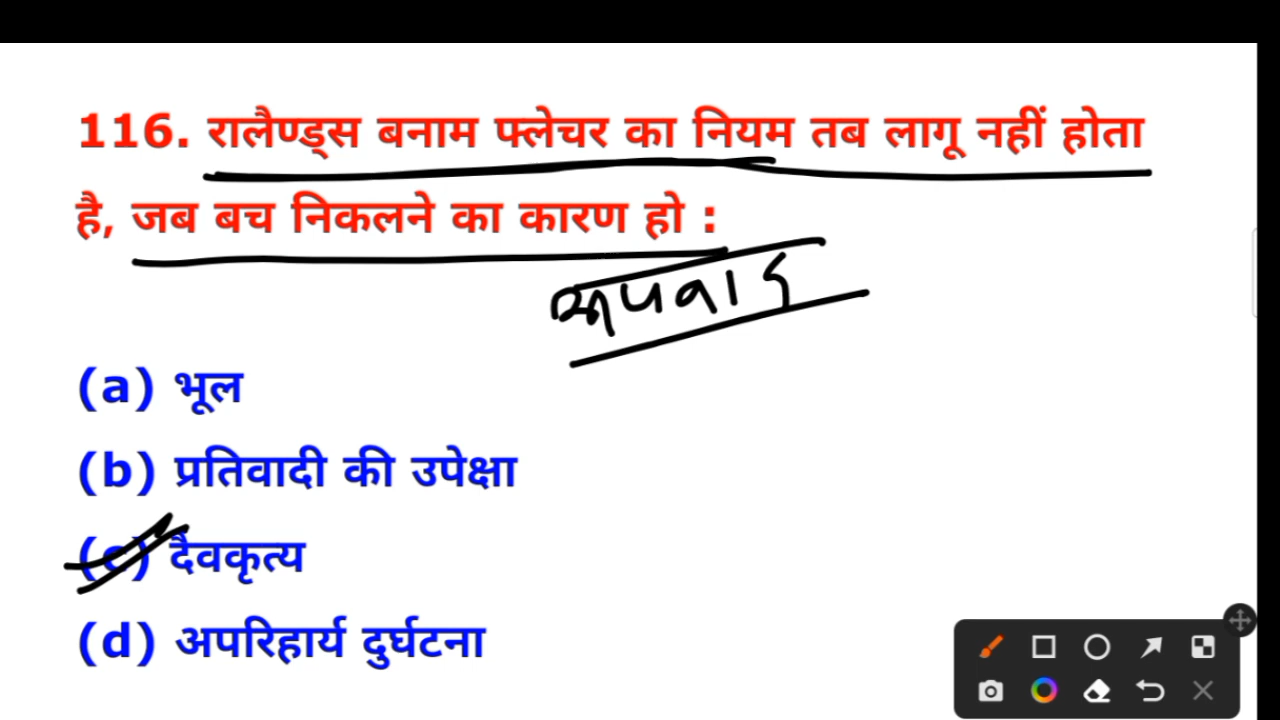 116. रालैण्ड्स बनाम फ्लेचर का नियम तब लागू नहीं होता
है, जब बच निकलने का कारण हो :
अपवाद
(a) भूल
(b) प्रतिवादी की उपेक्षा
(c) दैवकृत्य
(d) अपरिहार्य दुर्घटना